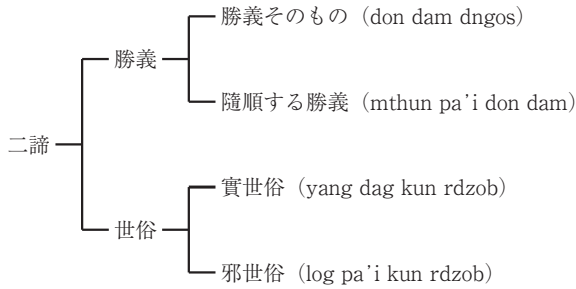 勝義そのもの（don dam dngos）
勝義
隨順する勝義（mthun pa’i don dam）
二諦
實世俗（yang dag kun rdzob）
世俗
邪世俗（log pa’i kun rdzob）